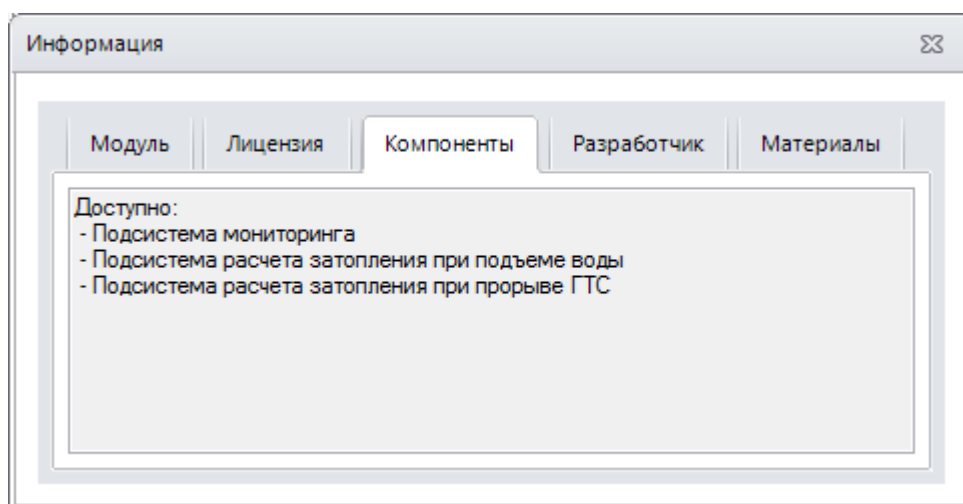 Информация
Модуль Лицензия Компоненты Разработчик Материалы
Доступно:
- Подсистема мониторинга
- Подсистема расчета затопления при подъеме воды
- Подсистема расчета затопления при прорыве ГТС